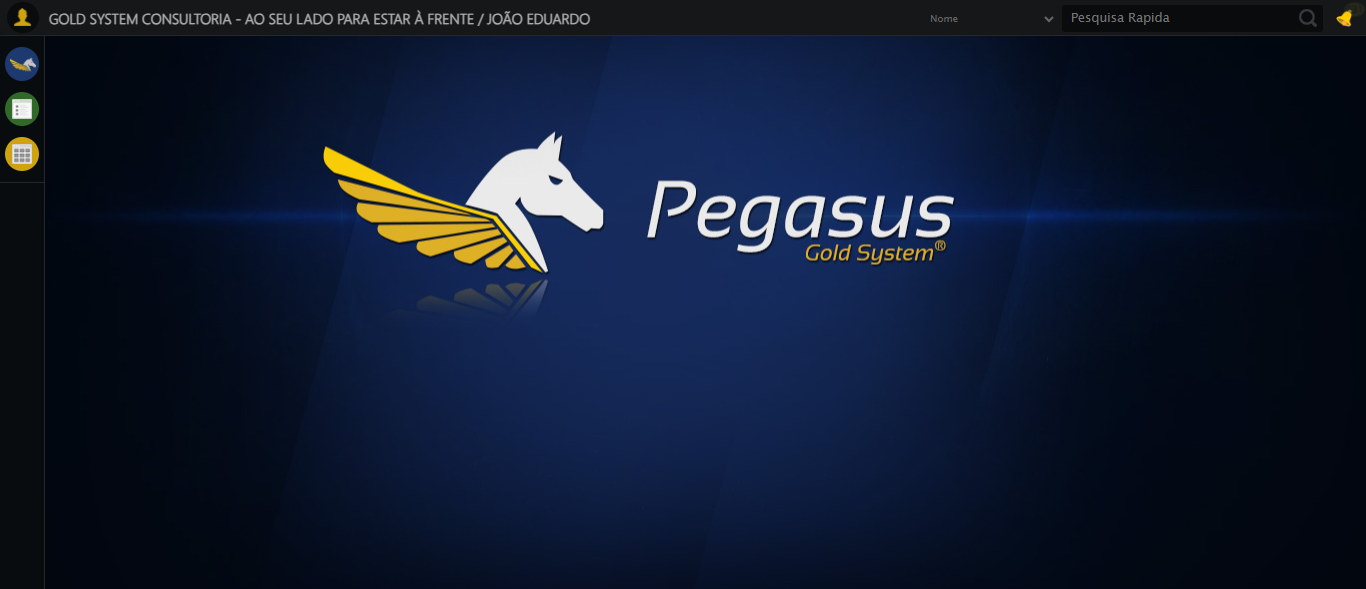 GOLD SYSTEM CONSULTORIA - AO SEU LADO PARA ESTAR À FRENTE / JOÃO EDUARDO
Nome
Pesquisa Rapida
Pegasus
Gold System®